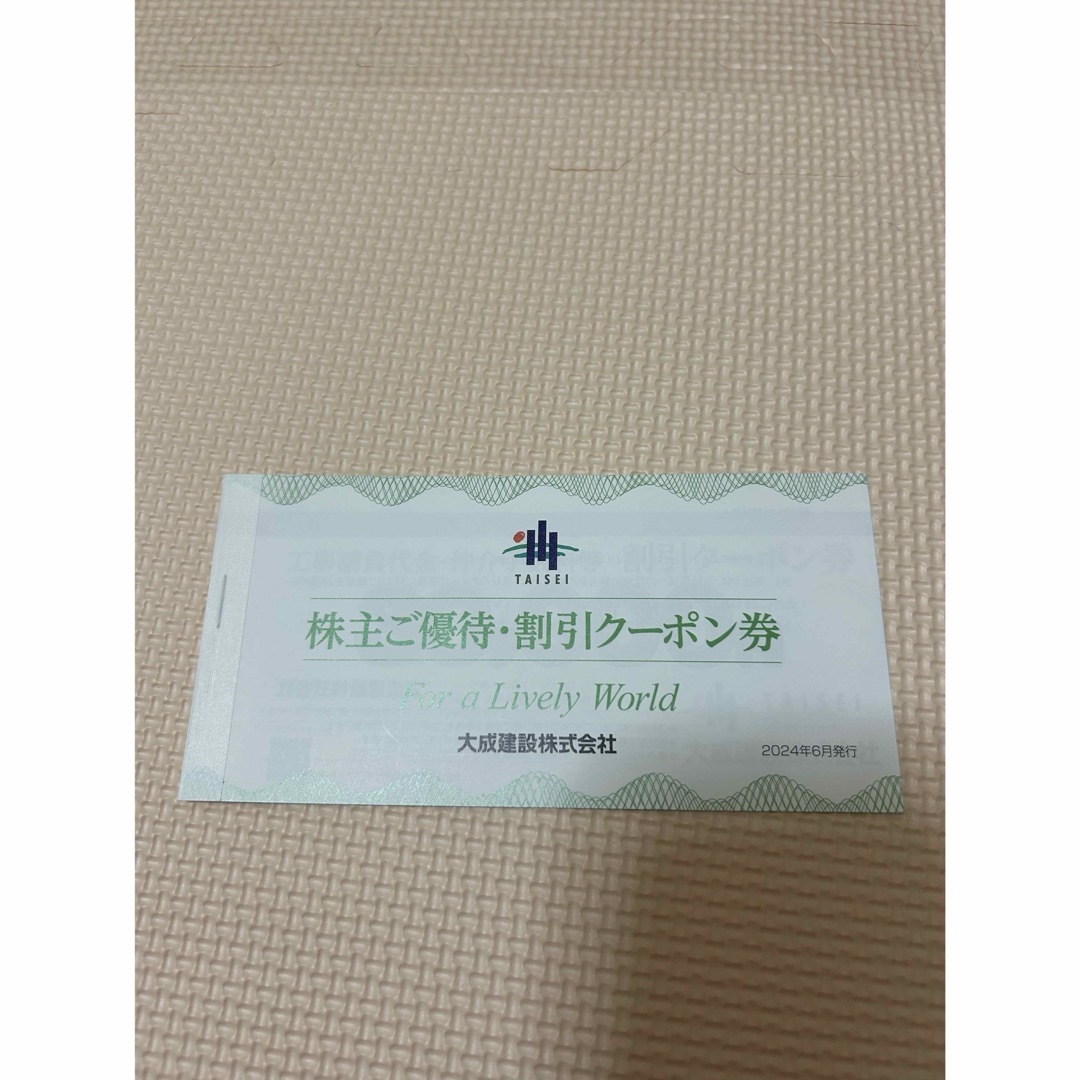 TAISEI
株主ご優待・割引クーポン券
For a Lively World
大成建設株式会社
2024年6月発行